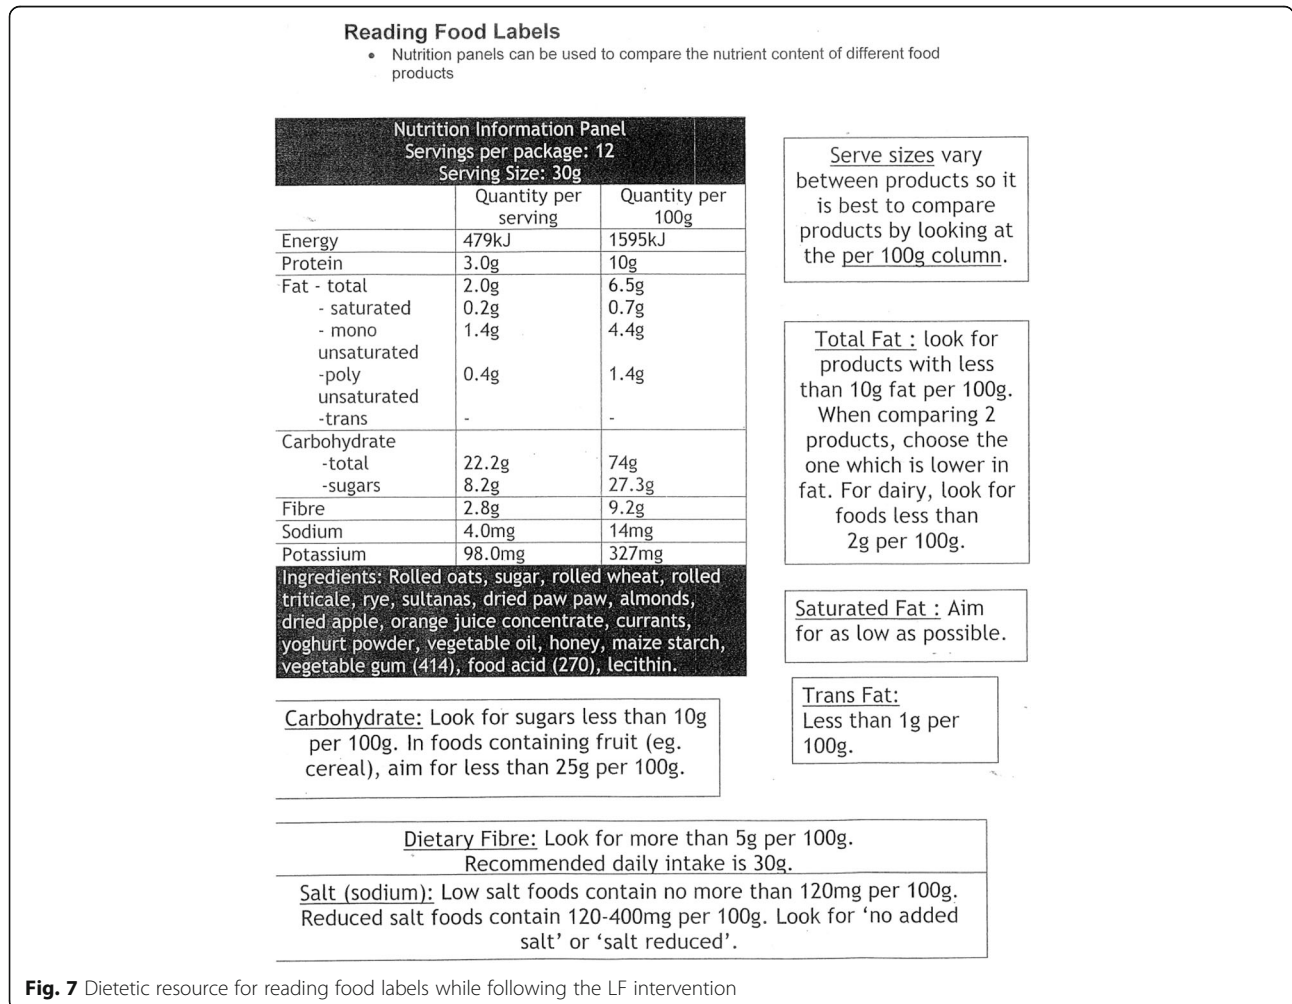 Reading Food Labels
• Nutrition panels can be used to compare the nutrient content of different food
products
Nutrition Information Panel
Servings per package: 12
Serving Size: 30g
Quantity per serving Quantity per 100g
Energy 479kJ 1595kJ
Protein 3.0g 10g
Fat - total 2.0g 6.5g
- saturated 0.2g 0.7g
- mono 1.4g 4.4g
unsaturated
-poly 0.4g 1.4g
unsaturated
-trans - -
Carbohydrate
-total 22.2g 74g
-sugars 8.2g 27.3g
Fibre 2.8g 9.2g
Sodium 4.0mg 14mg
Potassium 98.0mg 327mg
Ingredients: Rolled oats, sugar, rolled wheat, rolled
triticale, rye, sultanas, dried paw paw, almonds,
dried apple, orange juice concentrate, currants,
yoghurt powder, vegetable oil, honey, maize starch,
vegetable gum (414), food acid (270), lecithin.
Serve sizes vary
between products so it
is best to compare
products by looking at
the per 100g column.
Total Fat : look for
products with less
than 10g fat per 100g.
When comparing 2
products, choose the
one which is lower in
fat. For dairy, look for
foods less than
2g per 100g.
Saturated Fat : Aim
for as low as possible.
Trans Fat:
Less than 1g per
100g.
Carbohydrate: Look for sugars less than 10g
per 100g. In foods containing fruit (eg.
cereal), aim for less than 25g per 100g.
Dietary Fibre: Look for more than 5g per 100g.
Recommended daily intake is 30g.
Salt (sodium): Low salt foods contain no more than 120mg per 100g.
Reduced salt foods contain 120-400mg per 100g. Look for ‘no added
salt’ or ‘salt reduced’.
Fig. 7 Dietetic resource for reading food labels while following the LF intervention